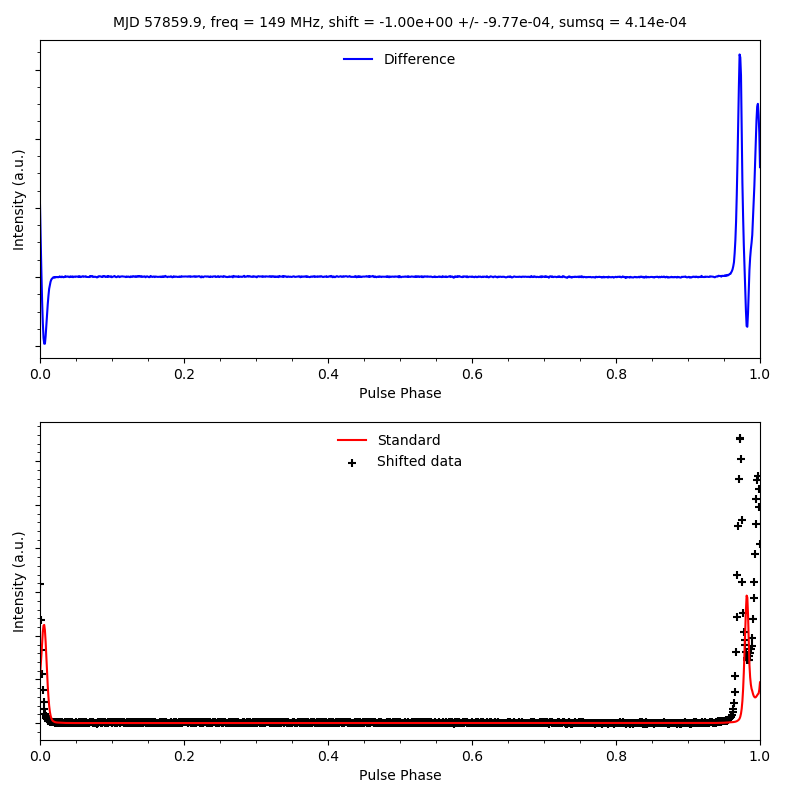 MJD 57859.9, freq = 149 MHz, shift = -1.00e+00 +/- -9.77e-04, sumsq = 4.14e-04
Difference
Intensity (a.u.)
0.0 0.2 0.4 0.6 0.8 1.0
Pulse Phase
Standard
Shifted data
Intensity (a.u.)
0.0 0.2 0.4 0.6 0.8 1.0
Pulse Phase